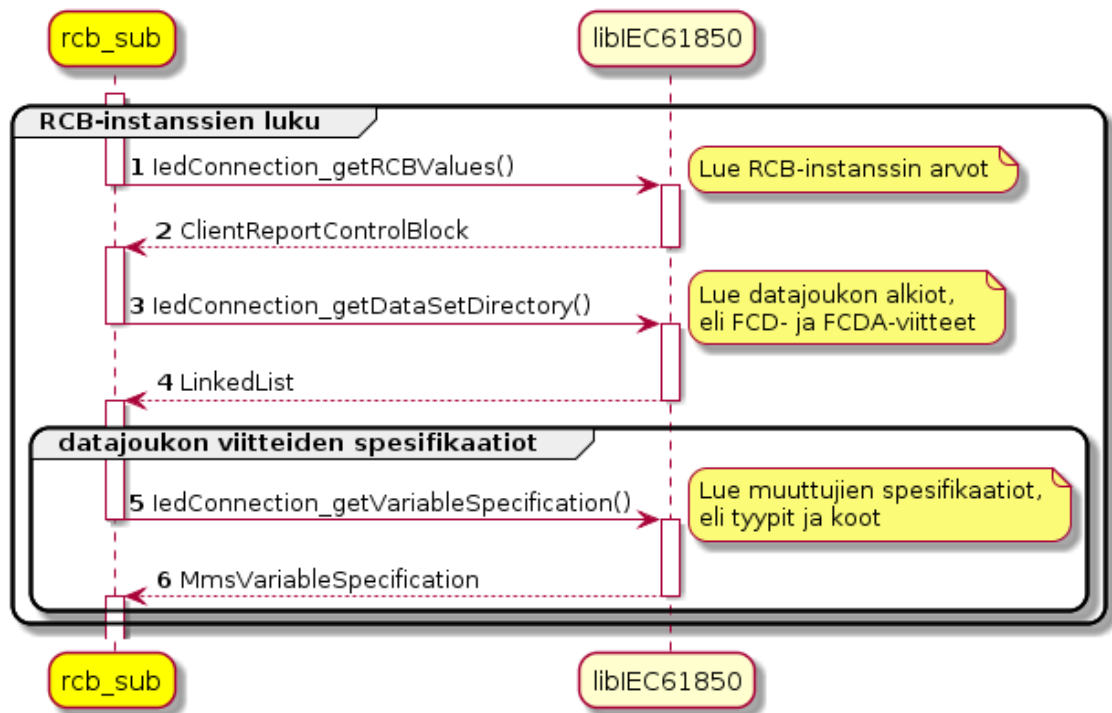 rcb_sub
libIEC61850
RCB-instanssien luku
1 IedConnection_getRCBValues()
Lue RCB-instanssin arvot
2 ClientReportControlBlock
3 IedConnection_getDataSetDirectory()
Lue datajoukon alkiot,
eli FCD- ja FCDA-viitteet
4 LinkedList
datajoukon viitteiden spesifikaatiot
5 IedConnection_getVariableSpecification()
Lue muuttujien spesifikaatiot,
eli tyypit ja koot
6 MmsVariableSpecification
rcb_sub
libIEC61850